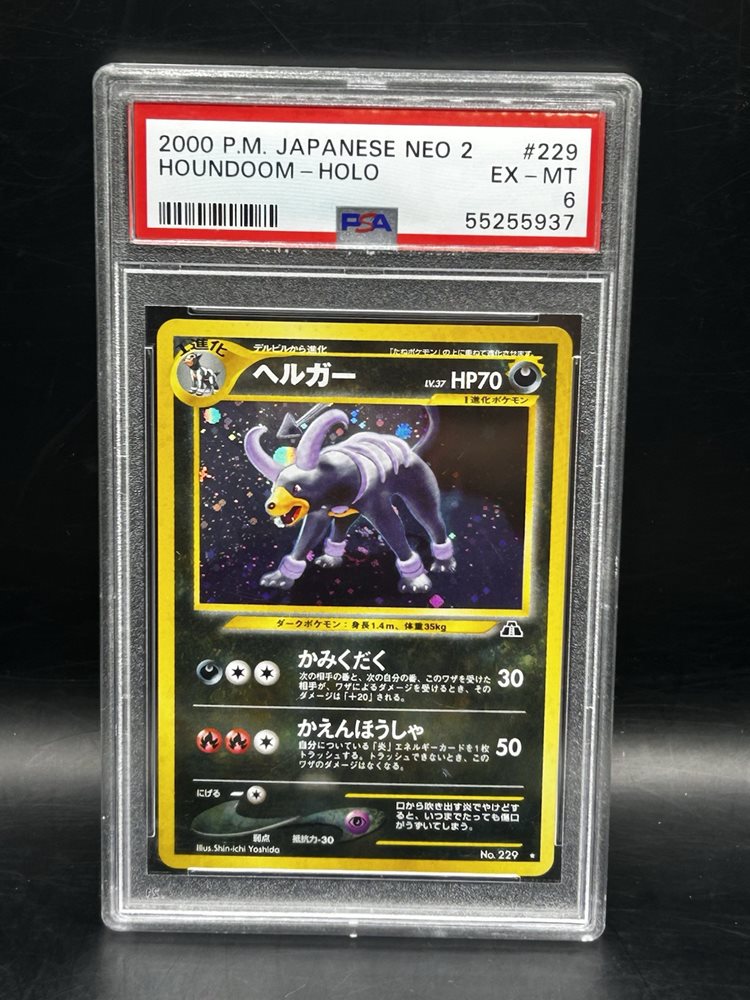 2000 P.M. JAPANESE NEO 2 #229
HOUNDOOM - HOLO EX - MT
6
PSA 55255937
1進化
デルビルから進化 「たねポケモン」の上に重ねて進化させます
ヘルガー LV.37 HP70
1進化ポケモン
ダークポケモン：身長1.4m、体重35kg
かみくだく
次の相手の番と、次の自分の番、このワザを受けた
相手が、ワザによるダメージを受けるとき、その
ダメージは「+20」される。
30
かえんほうしゃ
自分についている「炎」エネルギーカードを1枚
トラッシュする。トラッシュできないとき、この
ワザのダメージはなくなる。
50
にげる
弱点 抵抗力-30
口から吹き出す炎でやけどす
ると、いつまでたっても傷口
がうずいてしまう。
Illus.Shin-ichi Yoshida
No. 229 ★